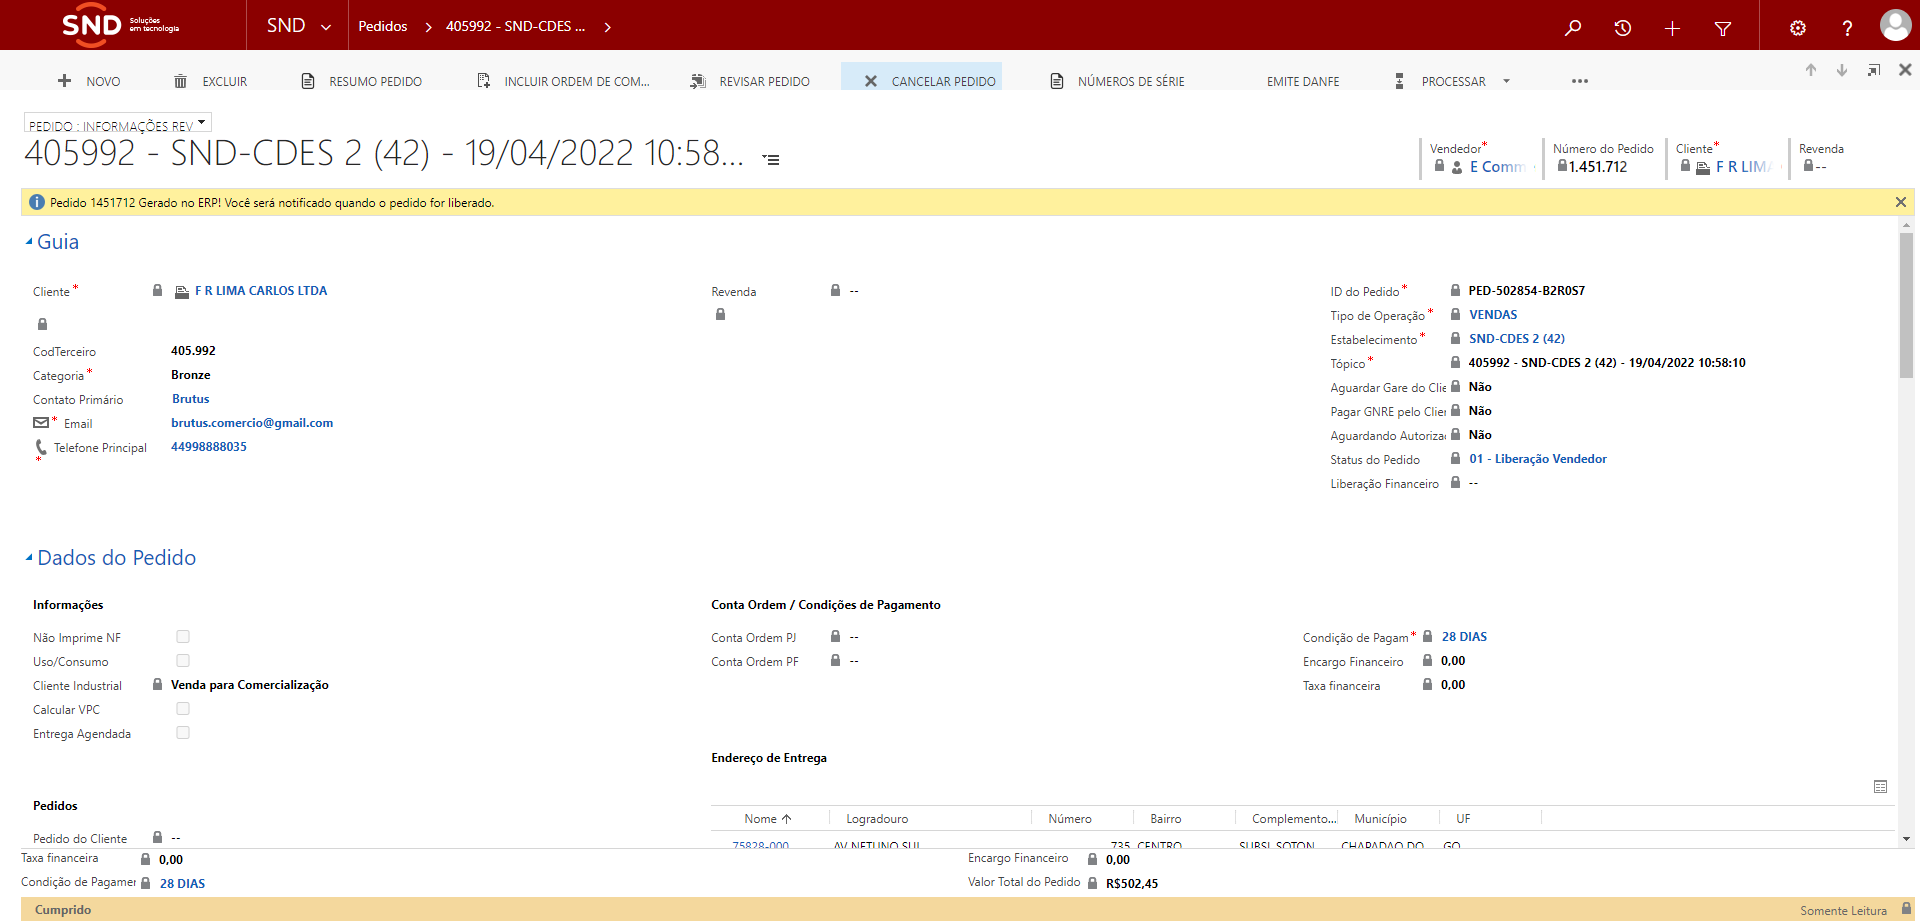 SND Soluções em tecnologia
SND
Pedidos
405992 - SND-CDES ...
NOVO
EXCLUIR
RESUMO PEDIDO
INCLUIR ORDEM DE COM...
REVISAR PEDIDO
CANCELAR PEDIDO
NÚMEROS DE SÉRIE
EMITE DANFE
PROCESSAR
PEDIDO : INFORMAÇÕES REV
405992 - SND-CDES 2 (42) - 19/04/2022 10:58...
Vendedor*
E Comm
Número do Pedido
1.451.712
Cliente*
F R LIMA
Revenda
--
Pedido 1451712 Gerado no ERP! Você será notificado quando o pedido for liberado.
Guia
Cliente* F R LIMA CARLOS LTDA
CodTerceiro 405.992
Categoria* Bronze
Contato Primário Brutus
* Email brutus.comercio@gmail.com
Telefone Principal * 44998888035
Revenda --
ID do Pedido* PED-502854-B2R0S7
Tipo de Operação* VENDAS
Estabelecimento* SND-CDES 2 (42)
Tópico* 405992 - SND-CDES 2 (42) - 19/04/2022 10:58:10
Aguardar Gare do Clie Não
Pagar GNRE pelo Clier Não
Aguardando Autoriza Não
Status do Pedido 01 - Liberação Vendedor
Liberação Financeiro --
Dados do Pedido
Informações
Não Imprime NF
Uso/Consumo
Cliente Industrial Venda para Comercialização
Calcular VPC
Entrega Agendada
Conta Ordem / Condições de Pagamento
Conta Ordem PJ --
Conta Ordem PF --
Condição de Pagam* 28 DIAS
Encargo Financeiro 0,00
Taxa financeira 0,00
Endereço de Entrega
Nome Logradouro Número Bairro Complemento... Município UF
75828-000 AV NETUNO SUL 735 CENTRO SUBSL SOTON CHAPADAO DO GO
Pedidos
Pedido do Cliente --
Taxa financeira 0,00
Condição de Pagamer 28 DIAS
Encargo Financeiro 0,00
Valor Total do Pedido R$502,45
Cumprido
Somente Leitura